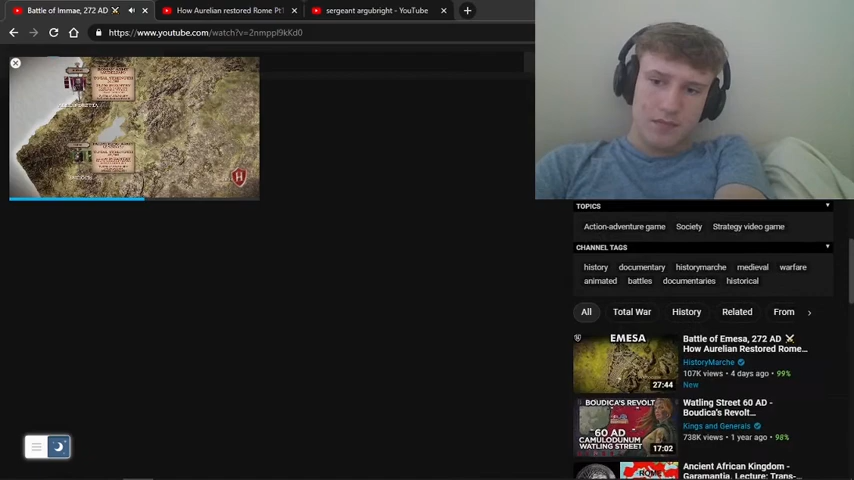 Battle of Immae, 272 AD ⚔️
How Aurelian restored Rome Pt
sergeant argubright - YouTube
https://www.youtube.com/watch?v=2nmppI9kKd0
TOPICS
Action-adventure game Society Strategy video game
CHANNEL TAGS
history documentary historymarche medieval warfare
animated battles documentaries historical
All Total War History Related From
EMESA
27:44
Battle of Emesa, 272 AD ⚔️
How Aurelian Restored Rome...
HistoryMarche
107K views • 4 days ago • 99%
New
BOUDICA'S REVOLT
60 AD
CAMULODUNUM
WATLING STREET
17:02
Watling Street 60 AD -
Boudica's Revolt...
Kings and Generals
738K views • 1 year ago • 98%
Ancient African Kingdom -
Garamantia, Lecture; Trans-